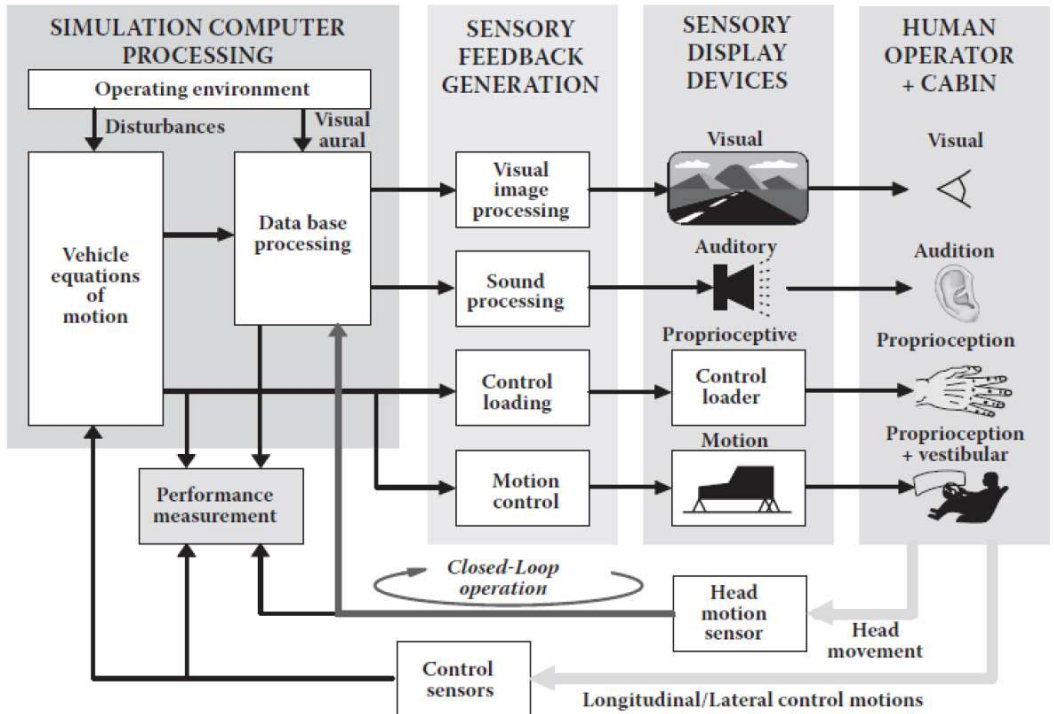 SIMULATION COMPUTER
PROCESSING
SENSORY
FEEDBACK
GENERATION
SENSORY
DISPLAY
DEVICES
HUMAN
OPERATOR
+ CABIN
Operating environment
Disturbances
Visual
aural
Vehicle
equations
of
motion
Data base
processing
Visual
image
processing
Visual
Visual
Sound
processing
Auditory
Audition
Proprioceptive
Proprioception
Control
loading
Control
loader
Motion
control
Motion
Proprioception
+ vestibular
Performance
measurement
Closed-Loop
operation
Head
motion
sensor
Head
movement
Control
sensors
Longitudinal/Lateral control motions